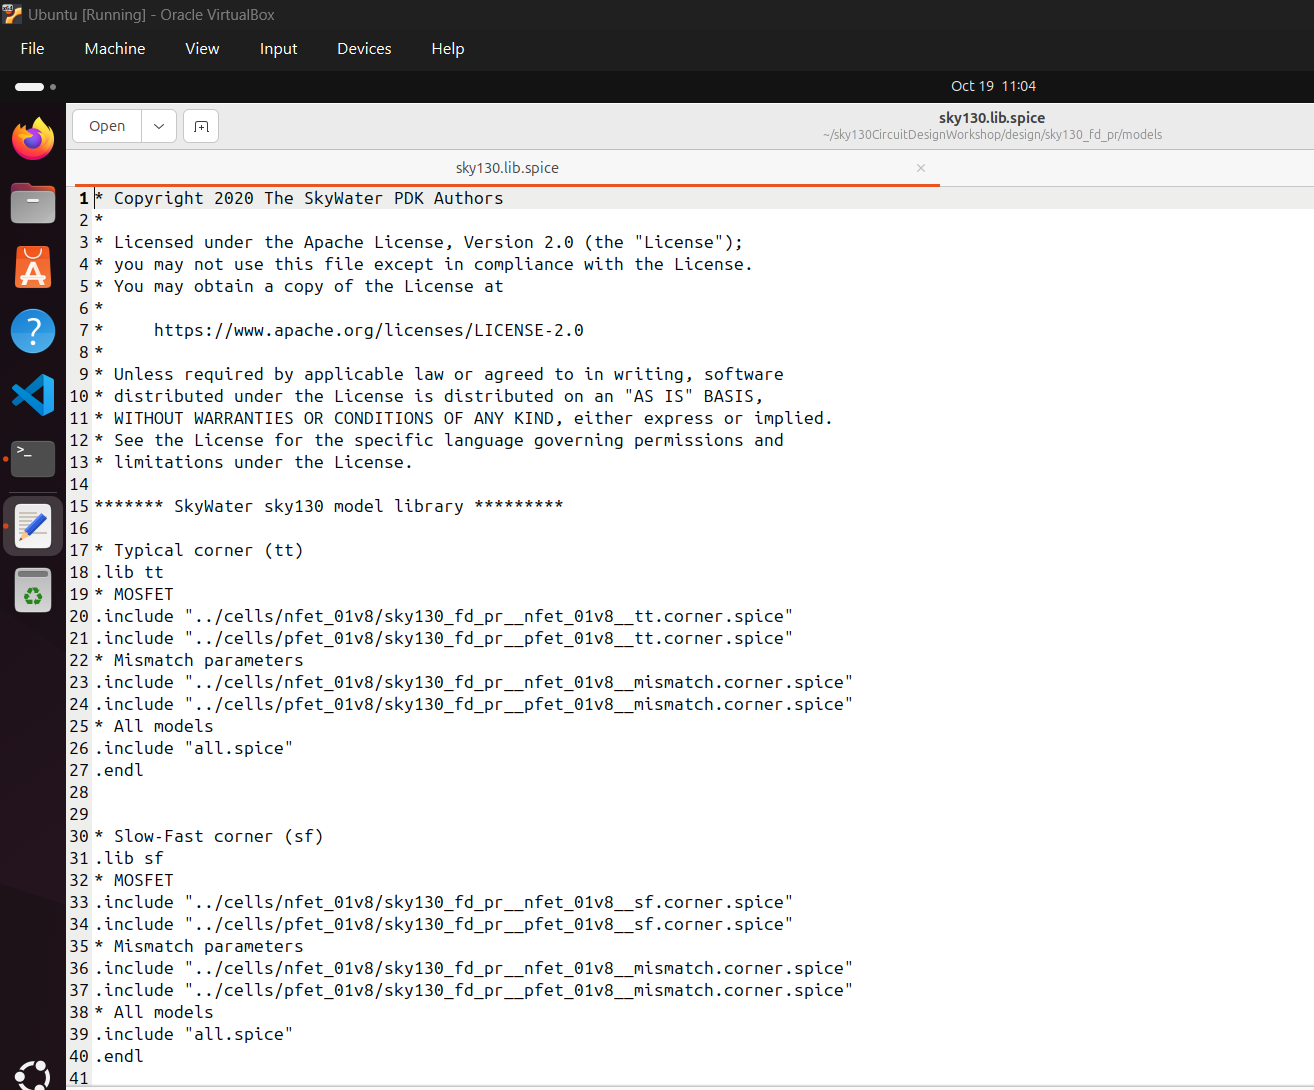 Ubuntu [Running] - Oracle VirtualBox
File Machine View Input Devices Help
Oct 19 11:04
Open
sky130.lib.spice
~/sky130CircuitDesignWorkshop/design/sky130_fd_pr/models
sky130.lib.spice
1 * Copyright 2020 The SkyWater PDK Authors
2 *
3 * Licensed under the Apache License, Version 2.0 (the "License");
4 * you may not use this file except in compliance with the License.
5 * You may obtain a copy of the License at
6 *
7 *     https://www.apache.org/licenses/LICENSE-2.0
8 *
9 * Unless required by applicable law or agreed to in writing, software
10 * distributed under the License is distributed on an "AS IS" BASIS,
11 * WITHOUT WARRANTIES OR CONDITIONS OF ANY KIND, either express or implied.
12 * See the License for the specific language governing permissions and
13 * limitations under the License.
14
15 ******* SkyWater sky130 model library *********
16
17 * Typical corner (tt)
18 .lib tt
19 * MOSFET
20 .include "../cells/nfet_01v8/sky130_fd_pr__nfet_01v8__tt.corner.spice"
21 .include "../cells/pfet_01v8/sky130_fd_pr__pfet_01v8__tt.corner.spice"
22 * Mismatch parameters
23 .include "../cells/nfet_01v8/sky130_fd_pr__nfet_01v8__mismatch.corner.spice"
24 .include "../cells/pfet_01v8/sky130_fd_pr__pfet_01v8__mismatch.corner.spice"
25 * All models
26 .include "all.spice"
27 .endl
28
29
30 * Slow-Fast corner (sf)
31 .lib sf
32 * MOSFET
33 .include "../cells/nfet_01v8/sky130_fd_pr__nfet_01v8__sf.corner.spice"
34 .include "../cells/pfet_01v8/sky130_fd_pr__pfet_01v8__sf.corner.spice"
35 * Mismatch parameters
36 .include "../cells/nfet_01v8/sky130_fd_pr__nfet_01v8__mismatch.corner.spice"
37 .include "../cells/pfet_01v8/sky130_fd_pr__pfet_01v8__mismatch.corner.spice"
38 * All models
39 .include "all.spice"
40 .endl
41